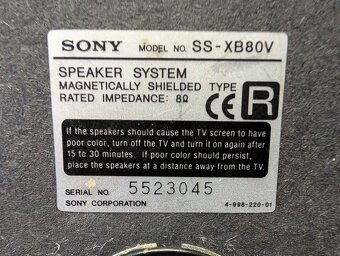 SONY MODEL NO. SS-XB80V
SPEAKER SYSTEM
MAGNETICALLY SHIELDED TYPE
RATED IMPEDANCE: 8Ω
CE R
If the speakers should cause the TV screen to have
poor color, turn off the TV and turn it on again after
15 to 30 minutes. If poor color should persist,
place the speakers at a distance away from the TV.
SERIAL NO. 5523045
SONY CORPORATION 4-998-220-01